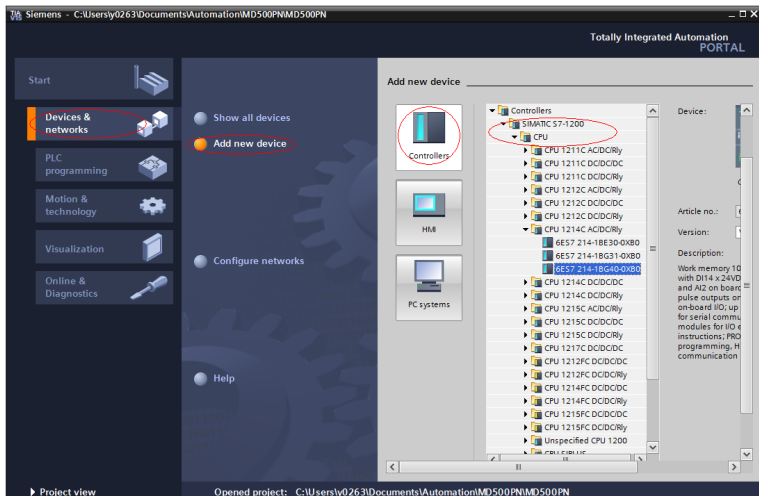 Siemens - C:\Users\y0263\Documents\Automation\MD500PN\MD500PN
Totally Integrated Automation
PORTAL
Start
Devices &
networks
PLC
programming
Motion &
technology
Visualization
Online &
Diagnostics
Show all devices
Add new device
Configure networks
Help
Add new device
Controllers
HMI
PC systems
Controllers
SIMATIC S7-1200
CPU
CPU 1211C AC/DC/Rly
CPU 1211C DC/DC/DC
CPU 1211C DC/DC/Rly
CPU 1212C AC/DC/Rly
CPU 1212C DC/DC/DC
CPU 1212C DC/DC/Rly
CPU 1214C AC/DC/Rly
6ES7 214-1BE30-0XB0
6ES7 214-1BG31-0XB0
6ES7 214-1BG40-0XB0
CPU 1214C DC/DC/DC
CPU 1214C DC/DC/Rly
CPU 1215C AC/DC/Rly
CPU 1215C DC/DC/DC
CPU 1215C DC/DC/Rly
CPU 1217C DC/DC/DC
CPU 1212FC DC/DC/DC
CPU 1212FC DC/DC/Rly
CPU 1214FC DC/DC/DC
CPU 1214FC DC/DC/Rly
CPU 1215FC DC/DC/DC
CPU 1215FC DC/DC/Rly
Unspecified CPU 1200
CPU SIPLUS
Device:
Article no.:
Version:
Description:
Work memory 10
with DI14 x 24VD
and AI2 on board
pulse outputs on
on-board I/O; up
for serial commu
modules for I/O e
instructions; PRO
programming, H
communication
Project view
Opened project: C:\Users\y0263\Documents\Automation\MD500PN\MD500PN